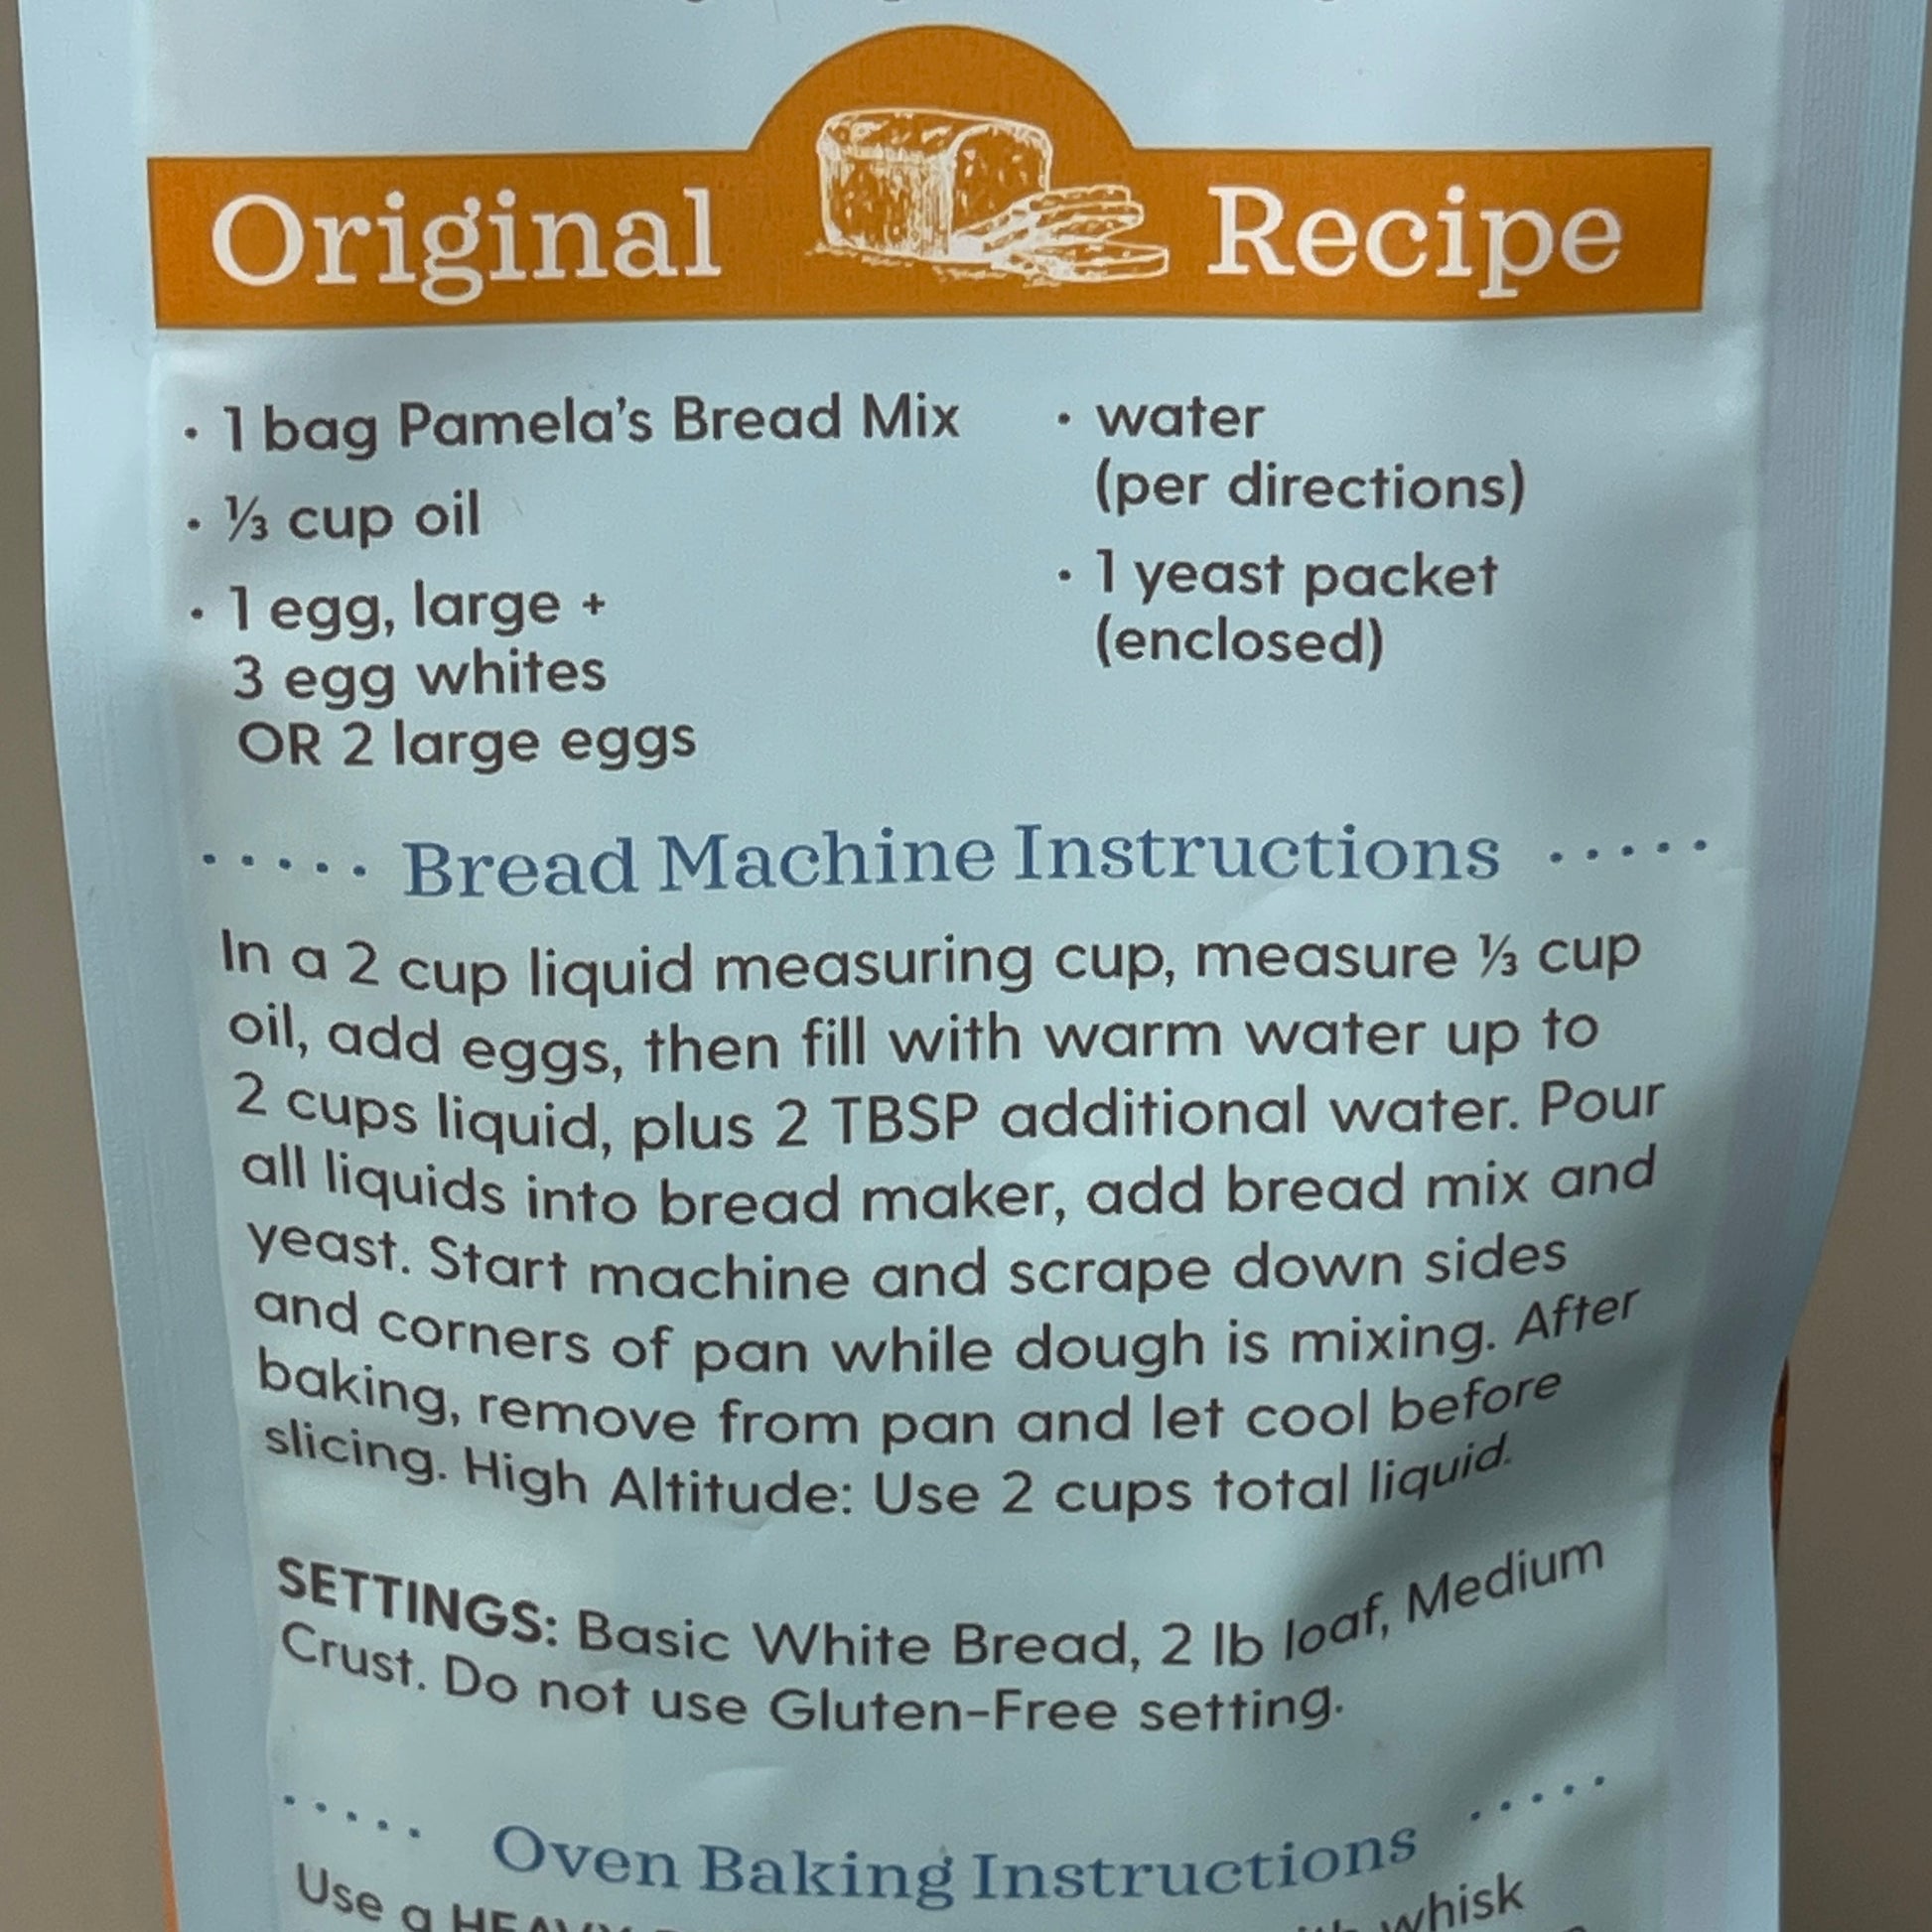 Original Recipe
· 1 bag Pamela's Bread Mix
· ⅓ cup oil
· 1 egg, large +
3 egg whites
OR 2 large eggs
· water
(per directions)
· 1 yeast packet
(enclosed)
Bread Machine Instructions
In a 2 cup liquid measuring cup, measure ⅓ cup
oil, add eggs, then fill with warm water up to
2 cups liquid, plus 2 TBSP additional water. Pour
all liquids into bread maker, add bread mix and
yeast. Start machine and scrape down sides
and corners of pan while dough is mixing. After
baking, remove from pan and let cool before
slicing. High Altitude: Use 2 cups total liquid.
SETTINGS: Basic White Bread, 2 lb loaf, Medium
Crust. Do not use Gluten-Free setting.
Oven Baking Instructions
Use a whisk